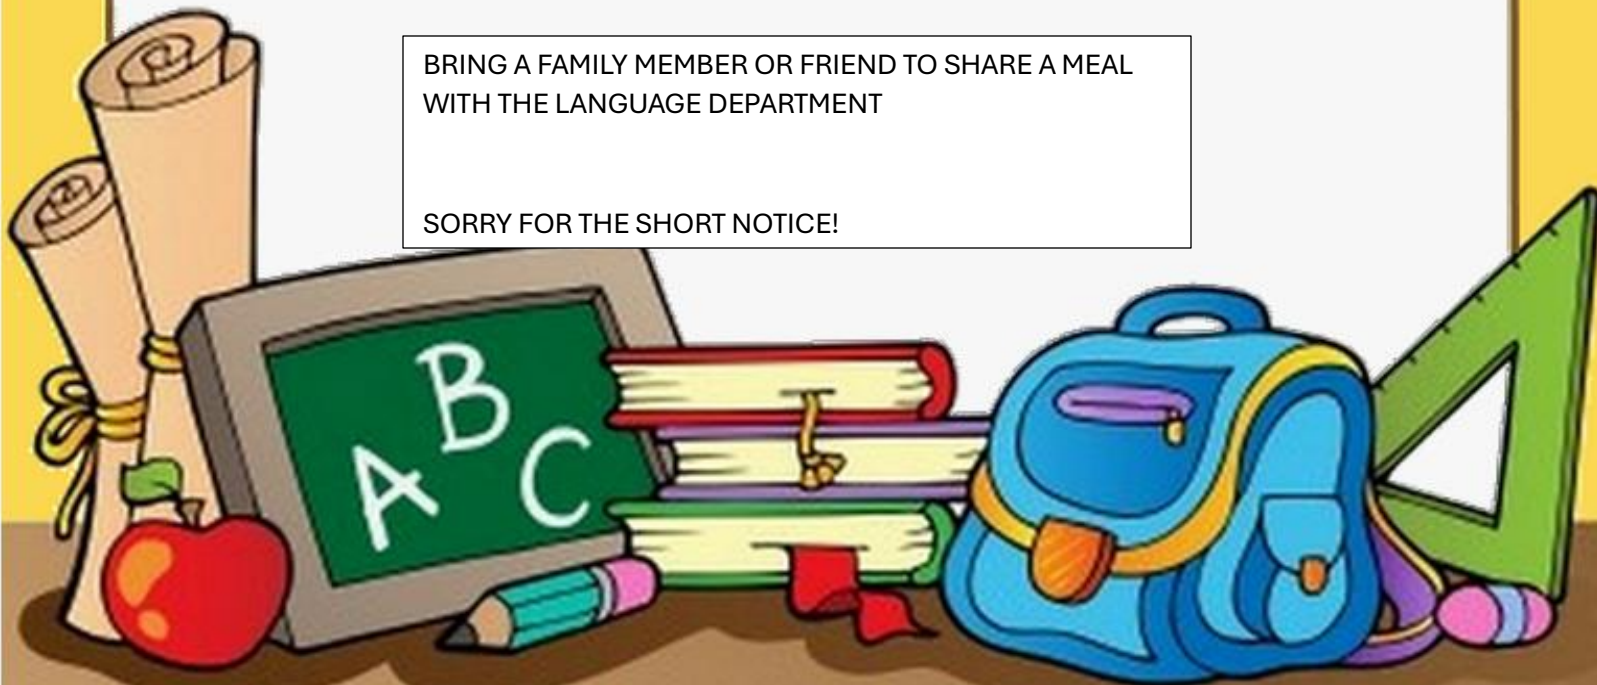 BRING A FAMILY MEMBER OR FRIEND TO SHARE A MEAL
WITH THE LANGUAGE DEPARTMENT
SORRY FOR THE SHORT NOTICE!
A B C